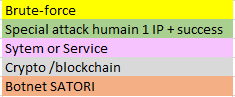 Brute-force
Special attack humain 1 IP + success
Sytem or Service
Crypto /blockchain
Botnet SATORI